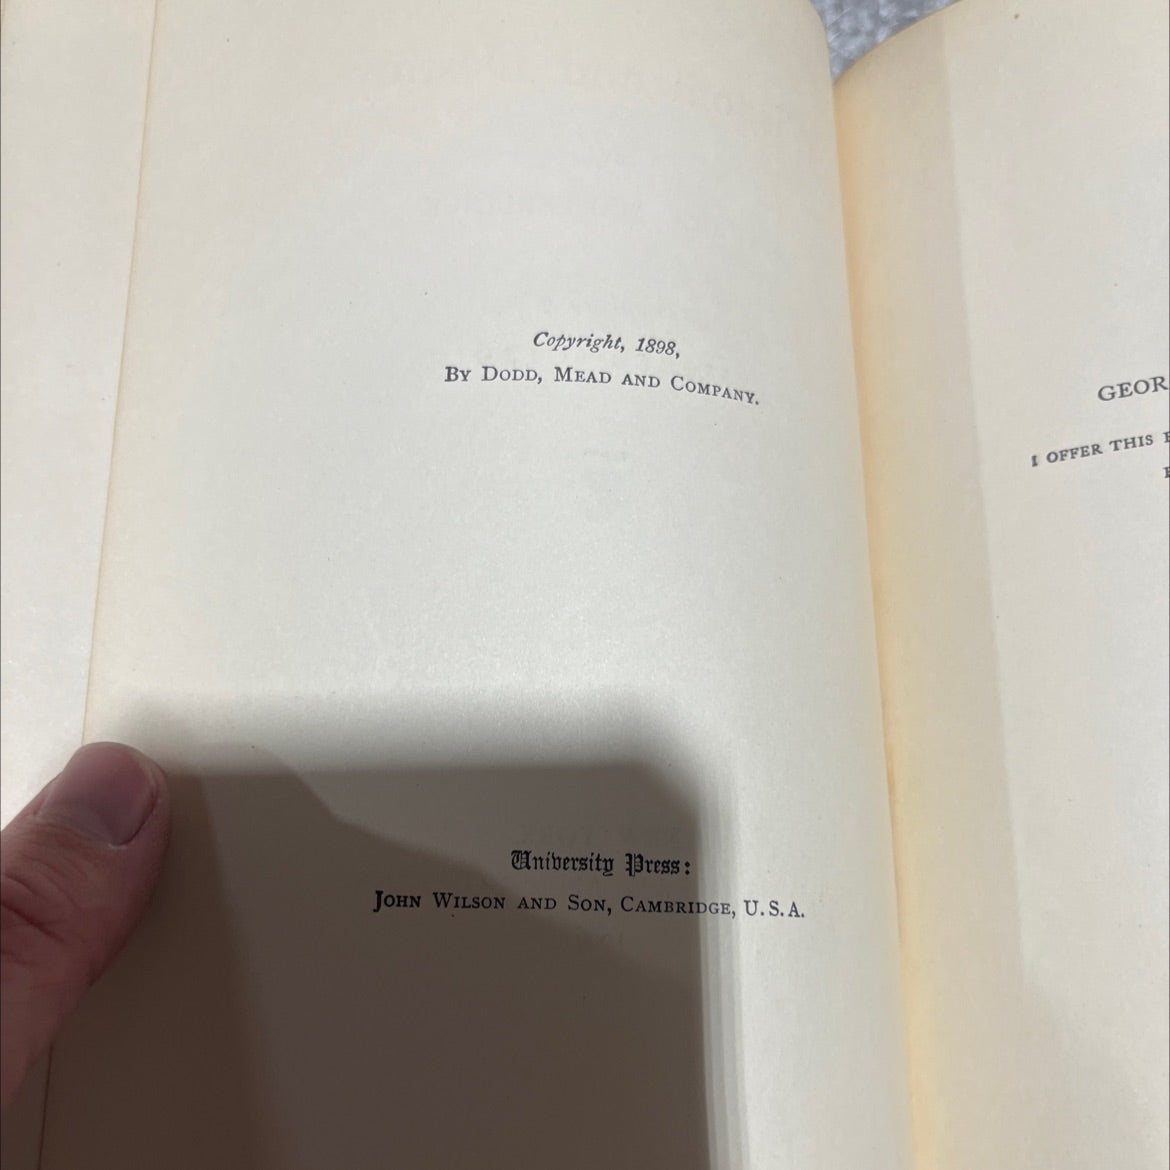 Copyright, 1898,
By Dodd, Mead and Company.
University Press:
John Wilson and Son, Cambridge, U.S.A.
GEOR
I OFFER THIS